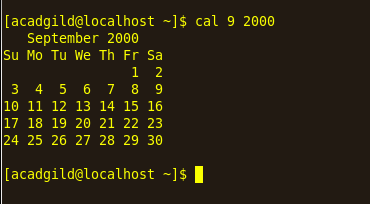 [acadgild@localhost ~]$ cal 9 2000
   September 2000
Su Mo Tu We Th Fr Sa
                1  2
 3  4  5  6  7  8  9
10 11 12 13 14 15 16
17 18 19 20 21 22 23
24 25 26 27 28 29 30
[acadgild@localhost ~]$